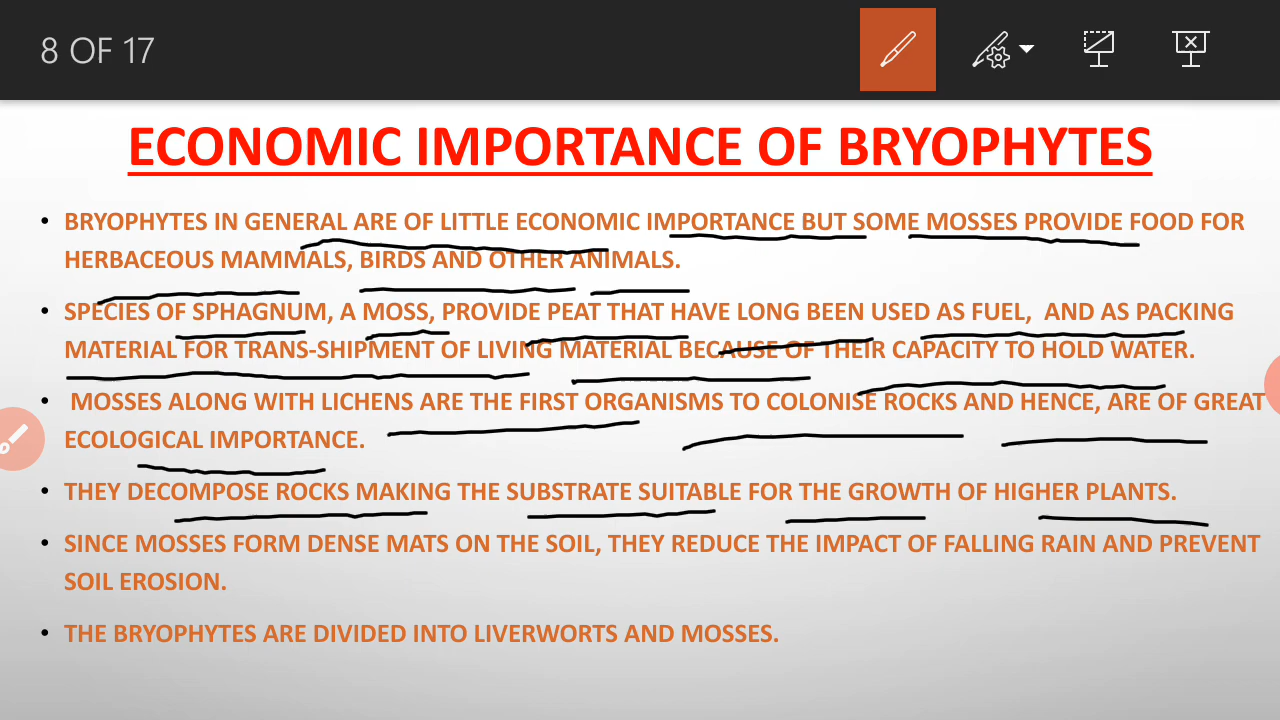 8 OF 17
ECONOMIC IMPORTANCE OF BRYOPHYTES
• BRYOPHYTES IN GENERAL ARE OF LITTLE ECONOMIC IMPORTANCE BUT SOME MOSSES PROVIDE FOOD FOR
HERBACEOUS MAMMALS, BIRDS AND OTHER ANIMALS.
• SPECIES OF SPHAGNUM, A MOSS, PROVIDE PEAT THAT HAVE LONG BEEN USED AS FUEL, AND AS PACKING
MATERIAL FOR TRANS-SHIPMENT OF LIVING MATERIAL BECAUSE OF THEIR CAPACITY TO HOLD WATER.
• MOSSES ALONG WITH LICHENS ARE THE FIRST ORGANISMS TO COLONISE ROCKS AND HENCE, ARE OF GREAT
ECOLOGICAL IMPORTANCE.
• THEY DECOMPOSE ROCKS MAKING THE SUBSTRATE SUITABLE FOR THE GROWTH OF HIGHER PLANTS.
• SINCE MOSSES FORM DENSE MATS ON THE SOIL, THEY REDUCE THE IMPACT OF FALLING RAIN AND PREVENT
SOIL EROSION.
• THE BRYOPHYTES ARE DIVIDED INTO LIVERWORTS AND MOSSES.